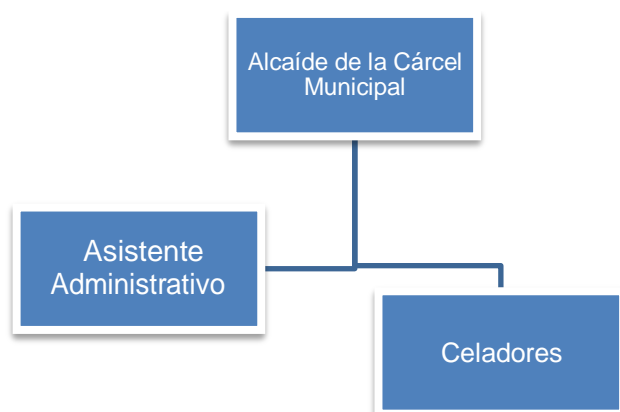 Alcaíde de la Cárcel
Municipal
Asistente
Administrativo
Celadores